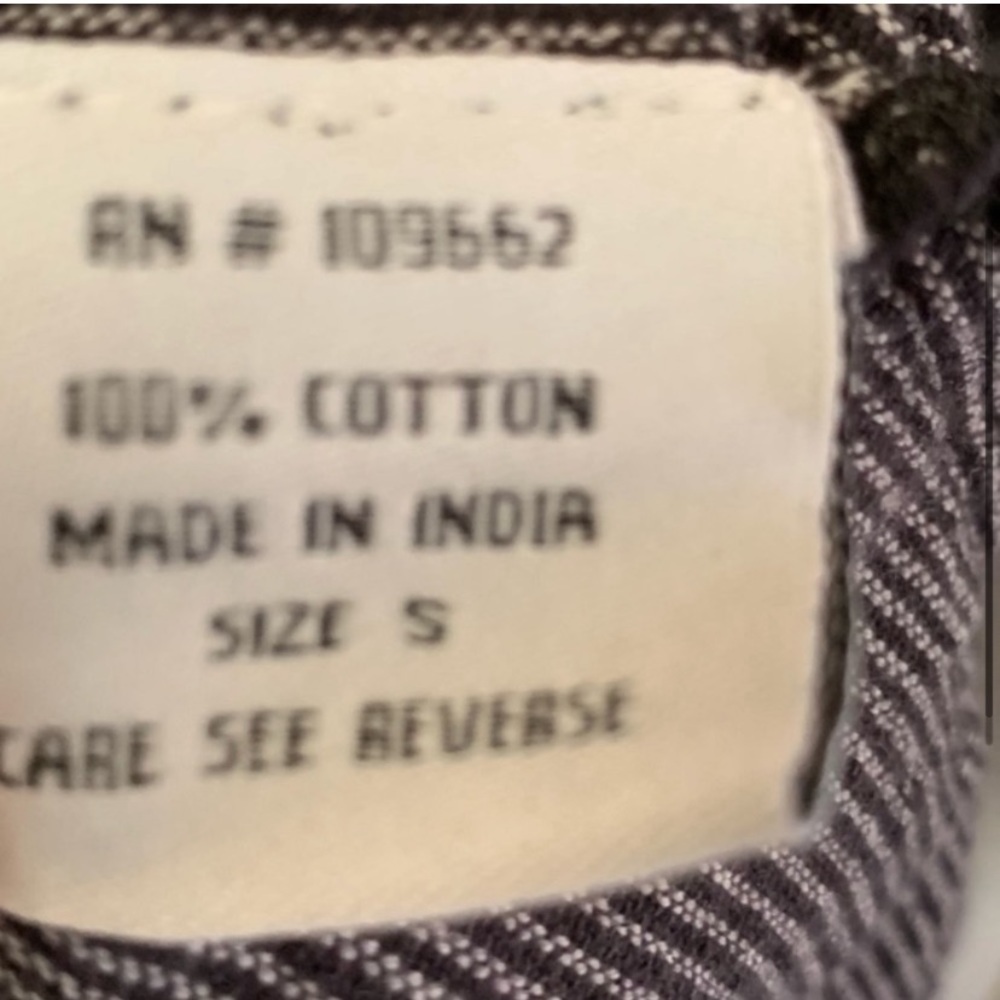 RN # 109662
100% COTTON
MADE IN INDIA
SIZE S
CARE SEE REVERSE